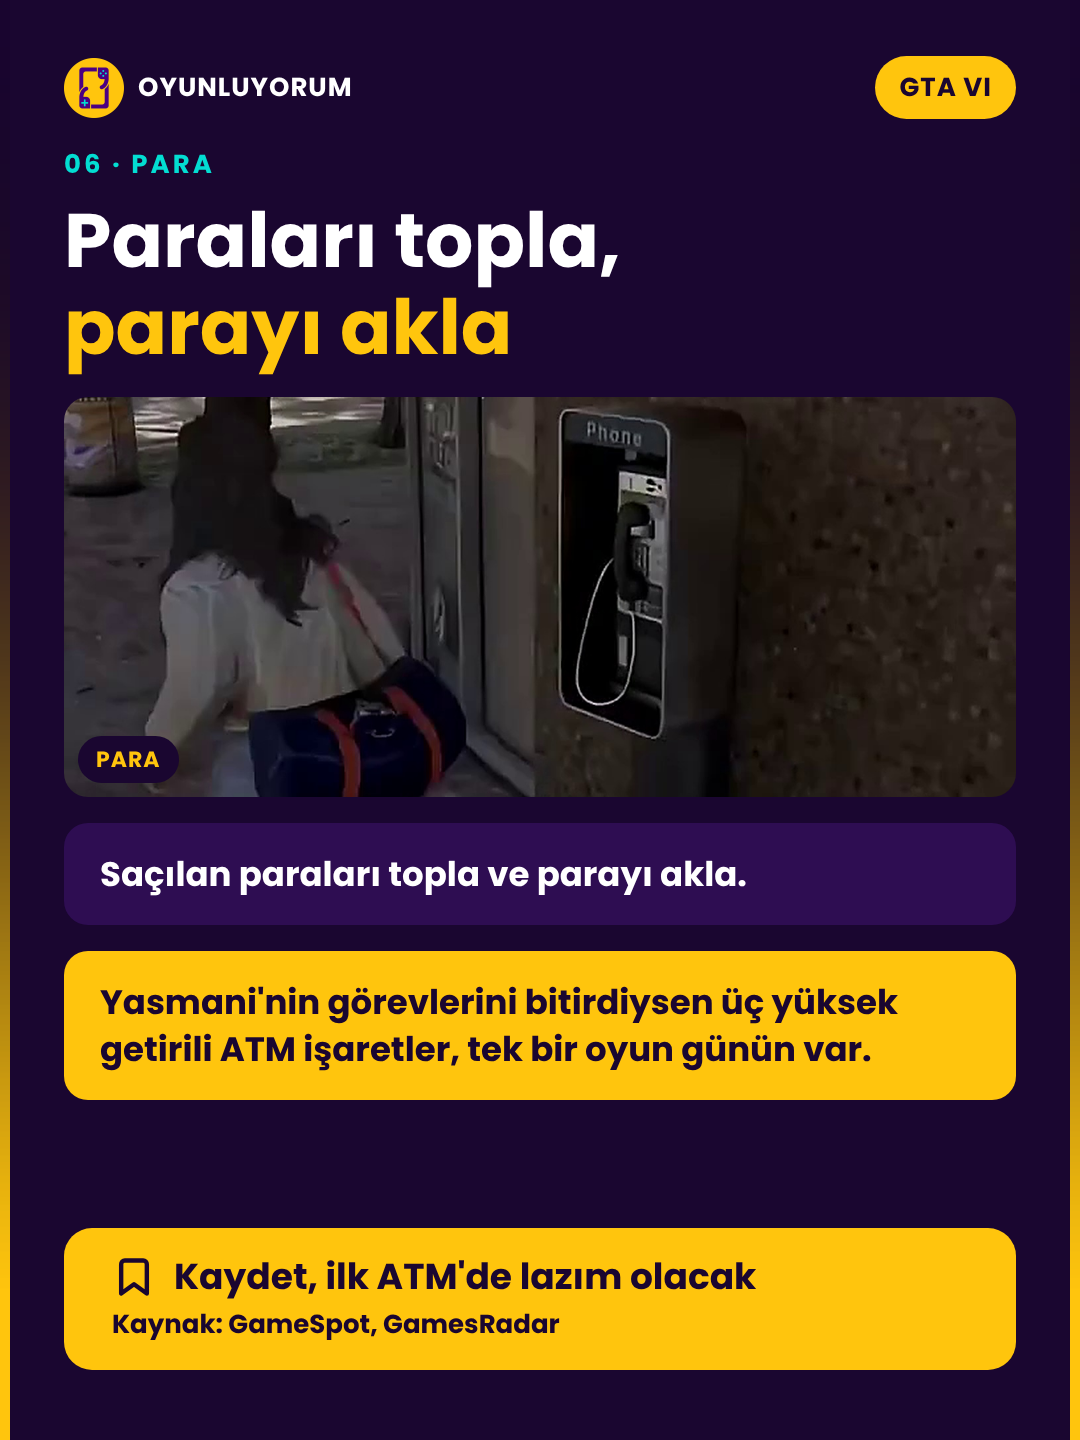 OYUNLUYORUM
GTA VI
06 · PARA
Paraları topla,
parayı akla
Phone
PARA
Saçılan paraları topla ve parayı akla.
Yasmani'nin görevlerini bitirdiysen üç yüksek
getirili ATM işaretler, tek bir oyun günün var.
Kaydet, ilk ATM'de lazım olacak
Kaynak: GameSpot, GamesRadar